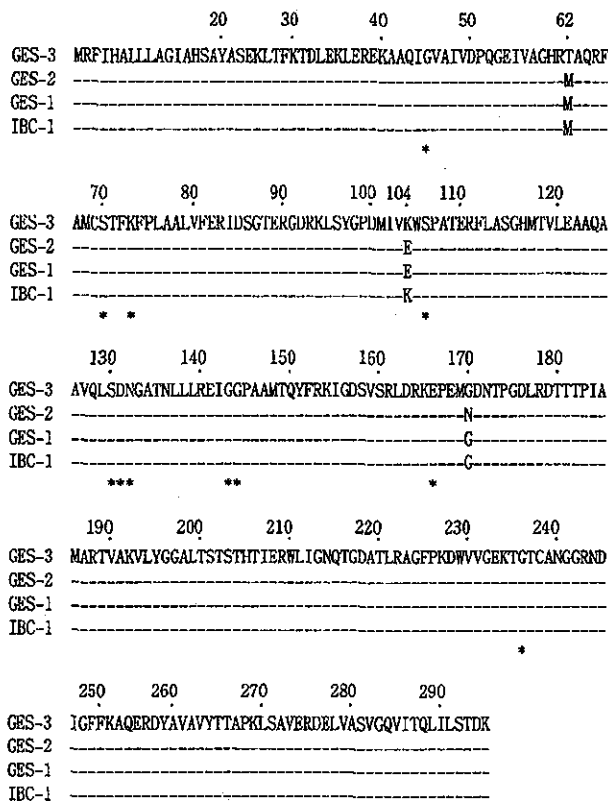 20 30 40 50 62
GES-3 MRFIHALLLAGIAHSAYASEKLTFKTDLEKLEREKAAQIGVAIVDPQGEIVAGHRTAQRF
GES-2 --------------------------------------------------------M-----
GES-1 --------------------------------------------------------M-----
IBC-1 --------------------------------------------------------M-----
*
70 80 90 100 104 110 120
GES-3 AMCSTFKFPLAALVFERIDSGTERGDRKLSYGPDMIVKWSPATERFLASGHMTVLEAAQA
GES-2 -------------------------------------E----------------------
GES-1 -------------------------------------E----------------------
IBC-1 -------------------------------------K----------------------
* * *
130 140 150 160 170 180
GES-3 AVQLSDNGATNLLLREIGGPAAMTQYFRKIGDSVSRLDRKEPEMGDNTPGDLRDTTTPIA
GES-2 --------------------------------------------N---------------
GES-1 --------------------------------------------G---------------
IBC-1 --------------------------------------------G---------------
*** ** *
190 200 210 220 230 240
GES-3 MARTVAKVLYGGALTSTSTHTIERWLIGNQTGDATLRAGFPKDWVVGEKTGTCANGGRND
GES-2 ------------------------------------------------------------
GES-1 ------------------------------------------------------------
IBC-1 ------------------------------------------------------------
*
250 260 270 280 290
GES-3 IGFFKAQERDYAVAVYTTAPKLSAVERDELVASVGQVITQLILSTDK
GES-2 -----------------------------------------------
GES-1 -----------------------------------------------
IBC-1 -----------------------------------------------